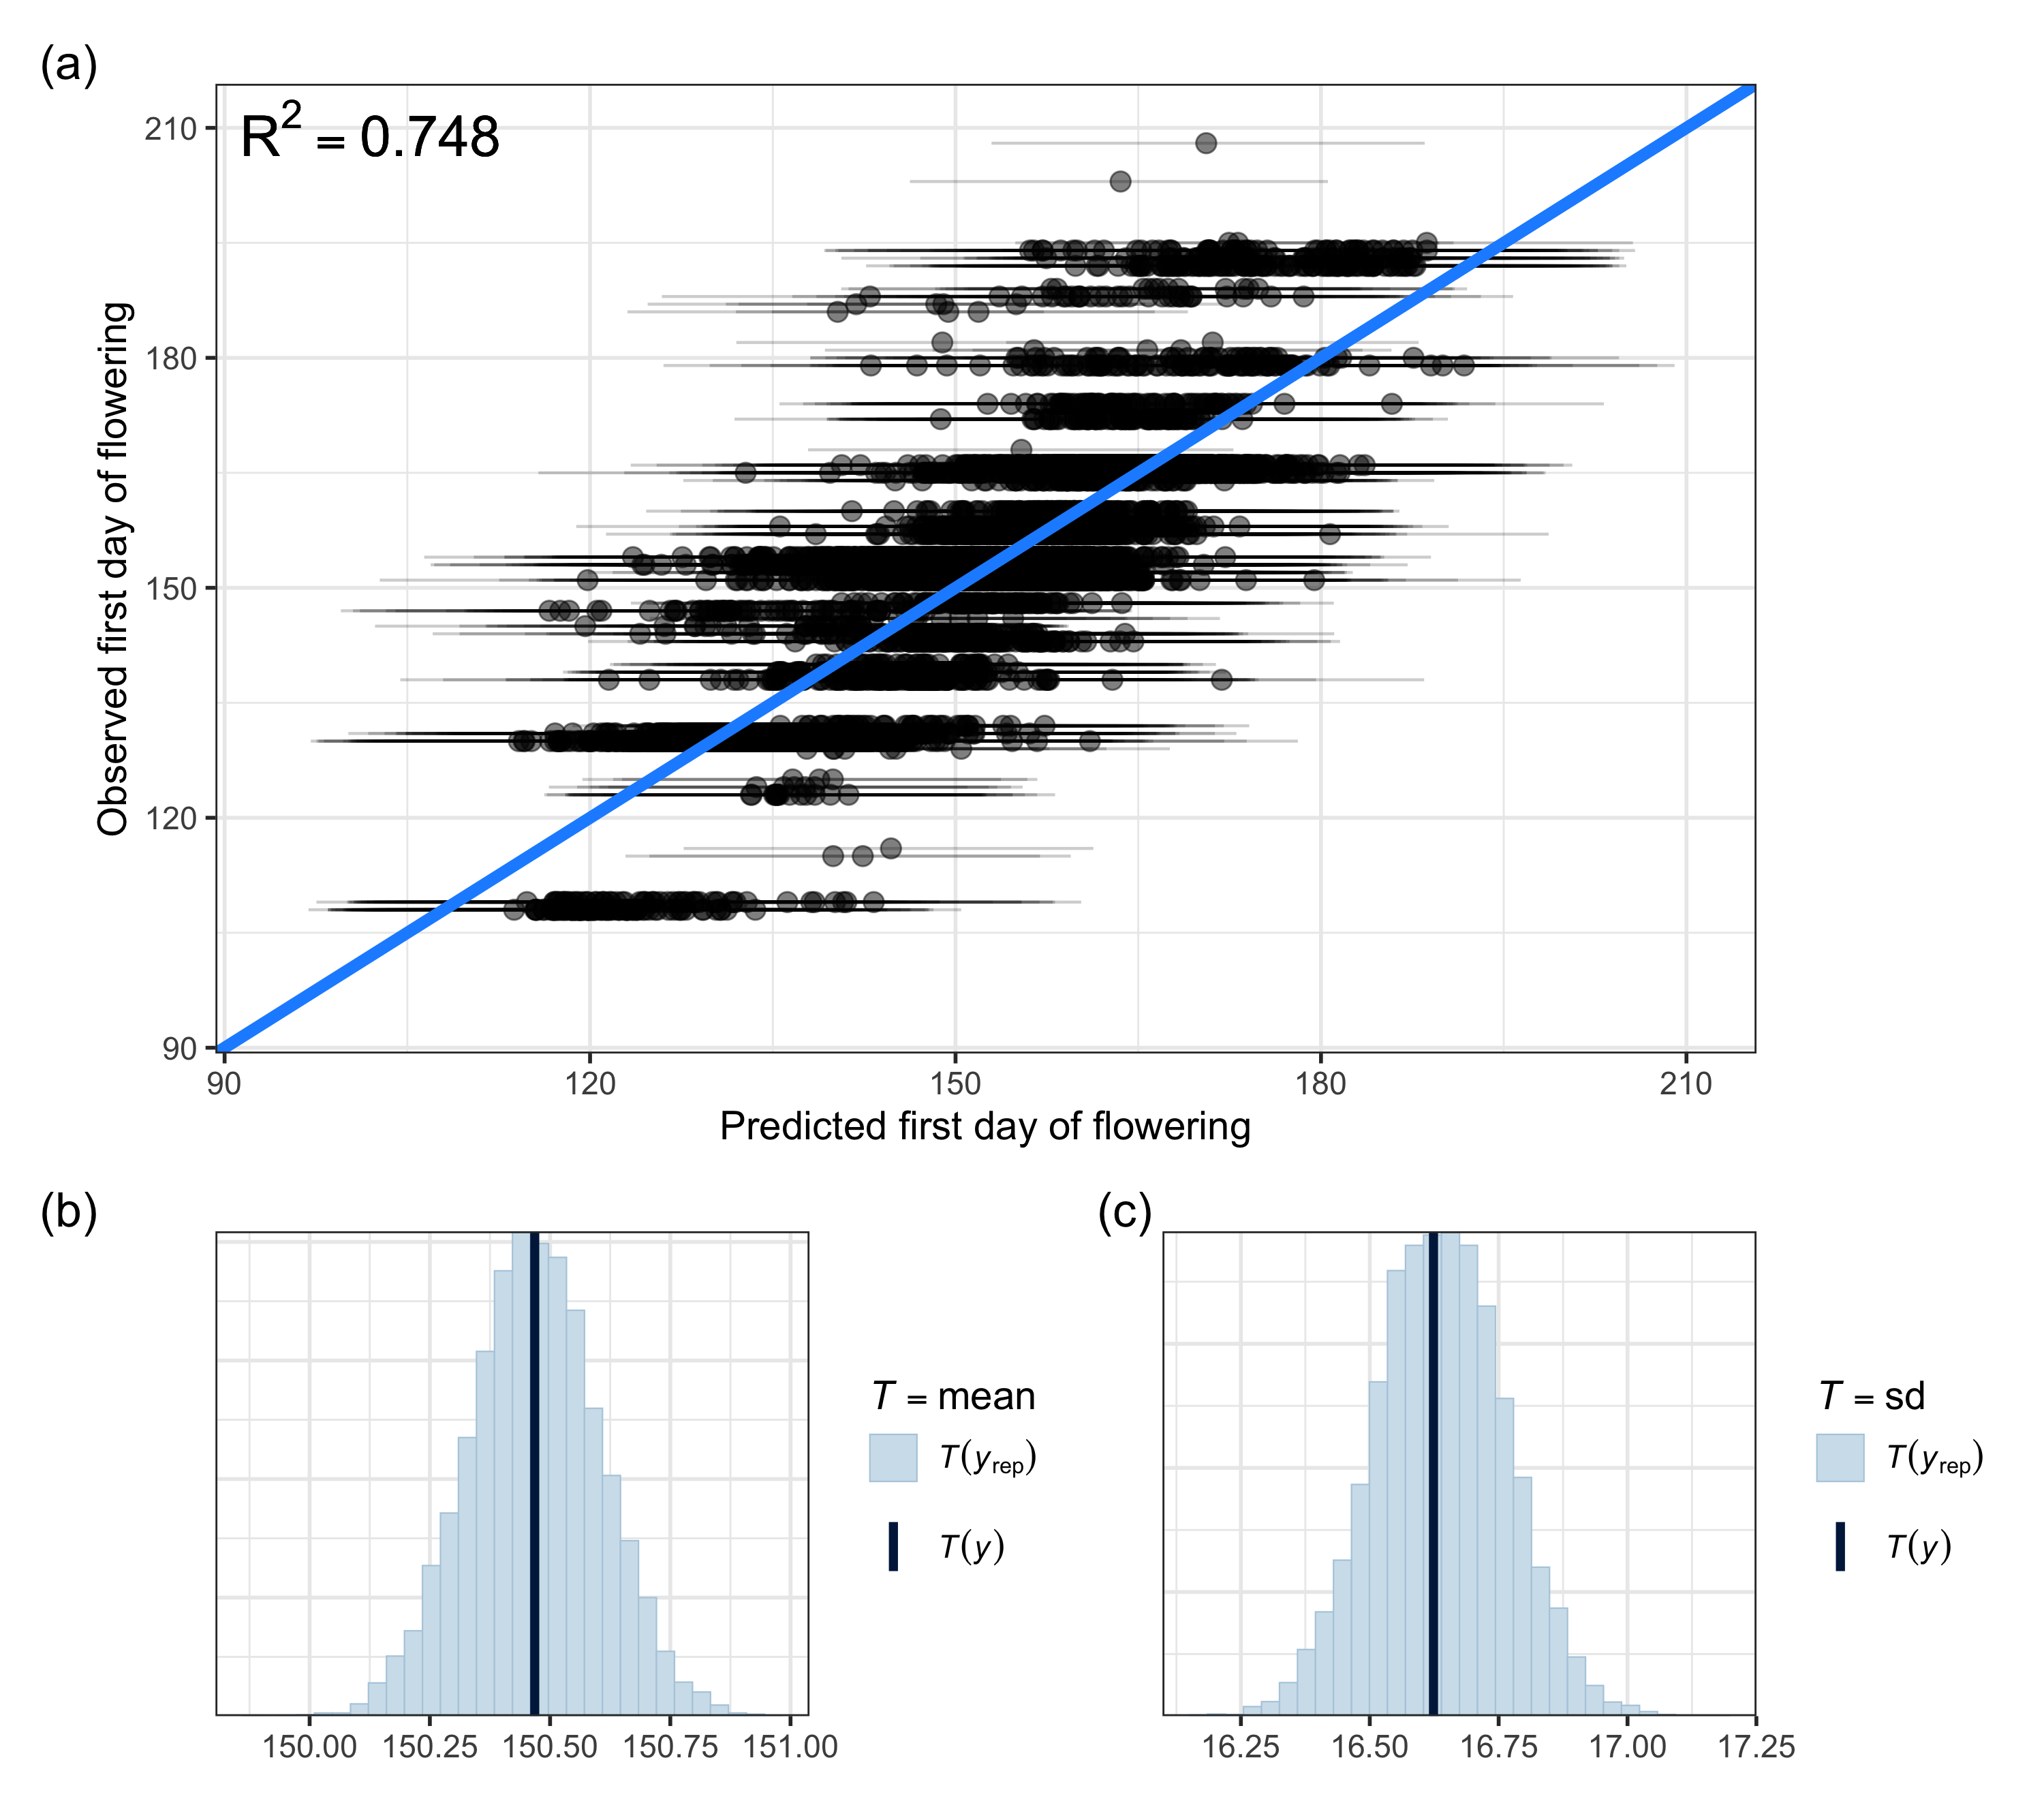 (a)
R² = 0.748
Observed first day of flowering
210
180
150
120
90
90 120 150 180 210
Predicted first day of flowering
(b)
150.00 150.25 150.50 150.75 151.00
T = mean
T(yrep)
T(y)
(c)
16.25 16.50 16.75 17.00 17.25
T = sd
T(yrep)
T(y)